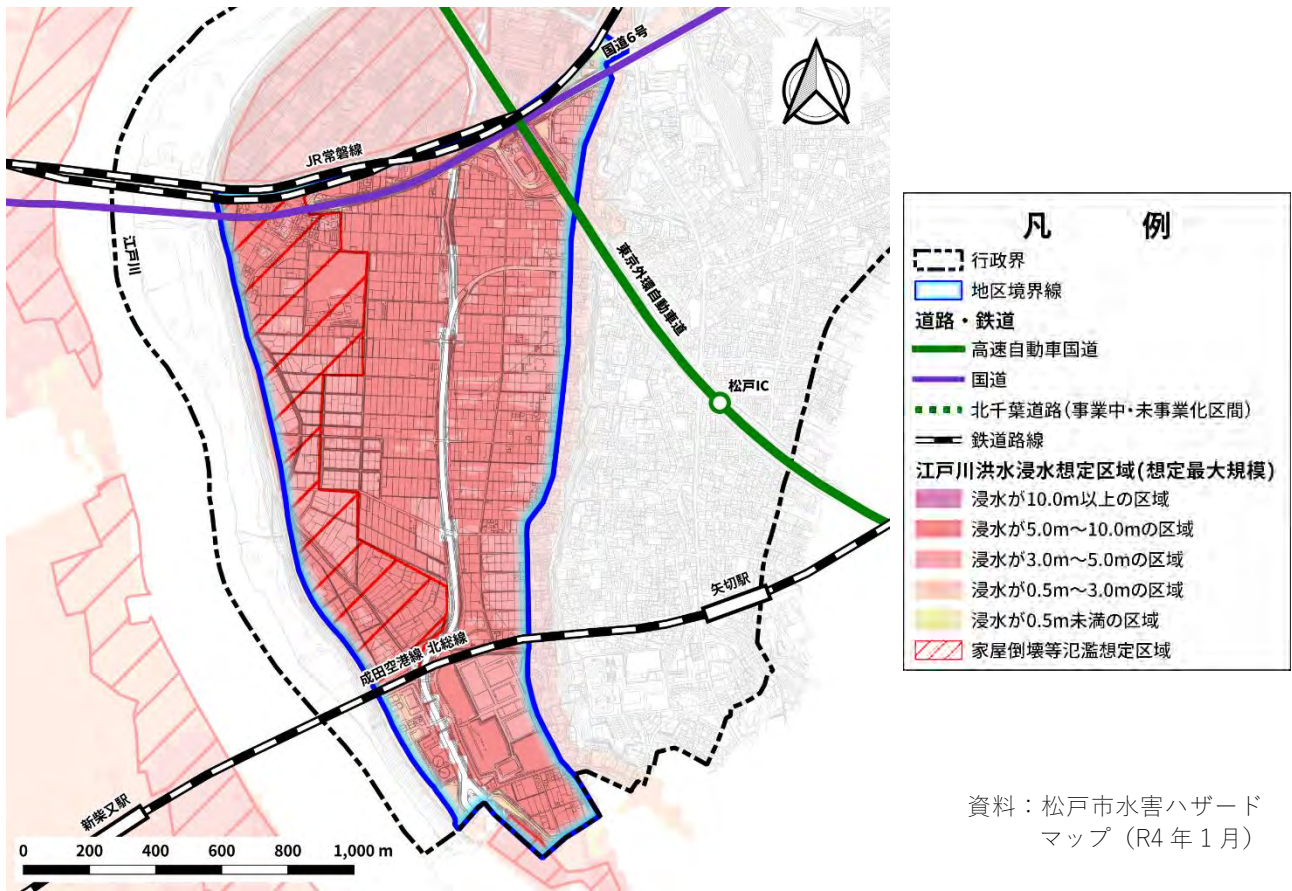 国道6号
JR常磐線
江戸川
東京外環自動車道
松戸IC
矢切駅
成田空港線 北総線
新柴又駅
0 200 400 600 800 1,000 m
凡例
行政界
地区境界線
道路・鉄道
高速自動車国道
国道
北千葉道路(事業中・未事業化区間)
鉄道路線
江戸川洪水浸水想定区域(想定最大規模)
浸水が10.0m以上の区域
浸水が5.0m～10.0mの区域
浸水が3.0m～5.0mの区域
浸水が0.5m～3.0mの区域
浸水が0.5m未満の区域
家屋倒壊等氾濫想定区域
資料：松戸市水害ハザード
マップ（R4 年 1 月）